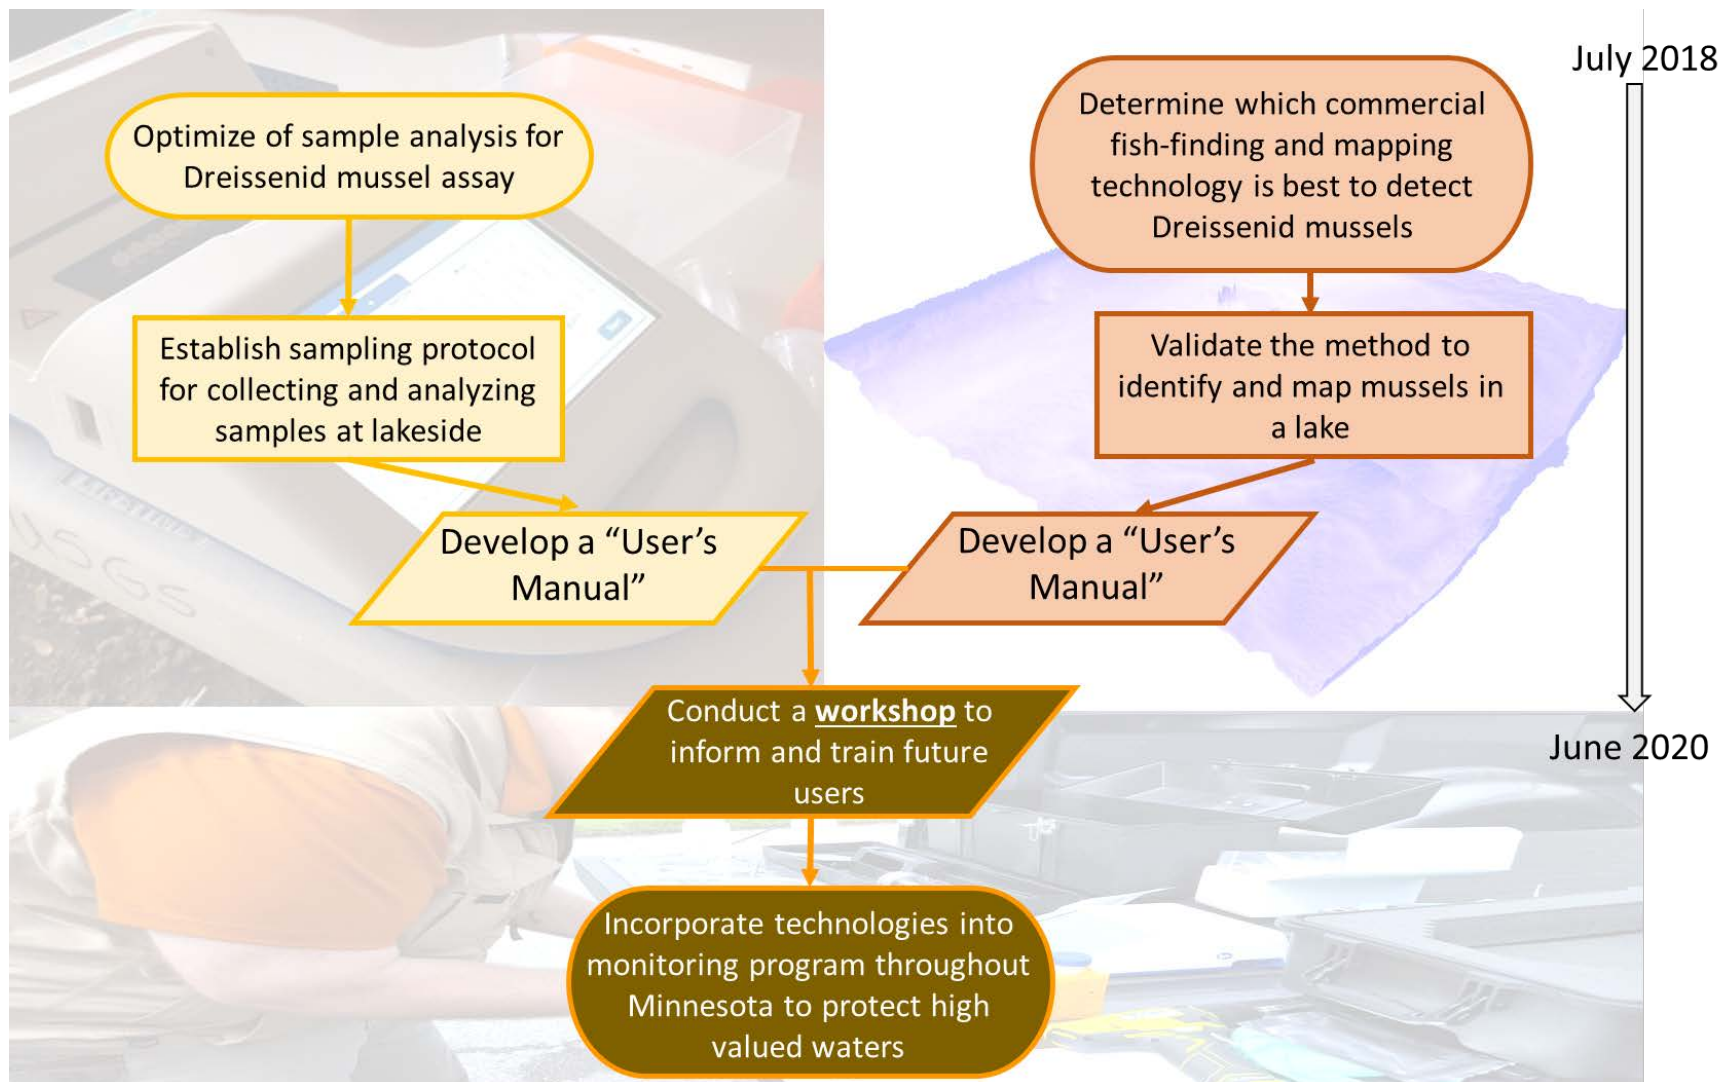 July 2018
Optimize of sample analysis for
Dreissenid mussel assay
Establish sampling protocol
for collecting and analyzing
samples at lakeside
Develop a “User’s
Manual”
Determine which commercial
fish-finding and mapping
technology is best to detect
Dreissenid mussels
Validate the method to
identify and map mussels in
a lake
Develop a “User’s
Manual”
Conduct a workshop to
inform and train future
users
June 2020
Incorporate technologies into
monitoring program throughout
Minnesota to protect high
valued waters
USGS